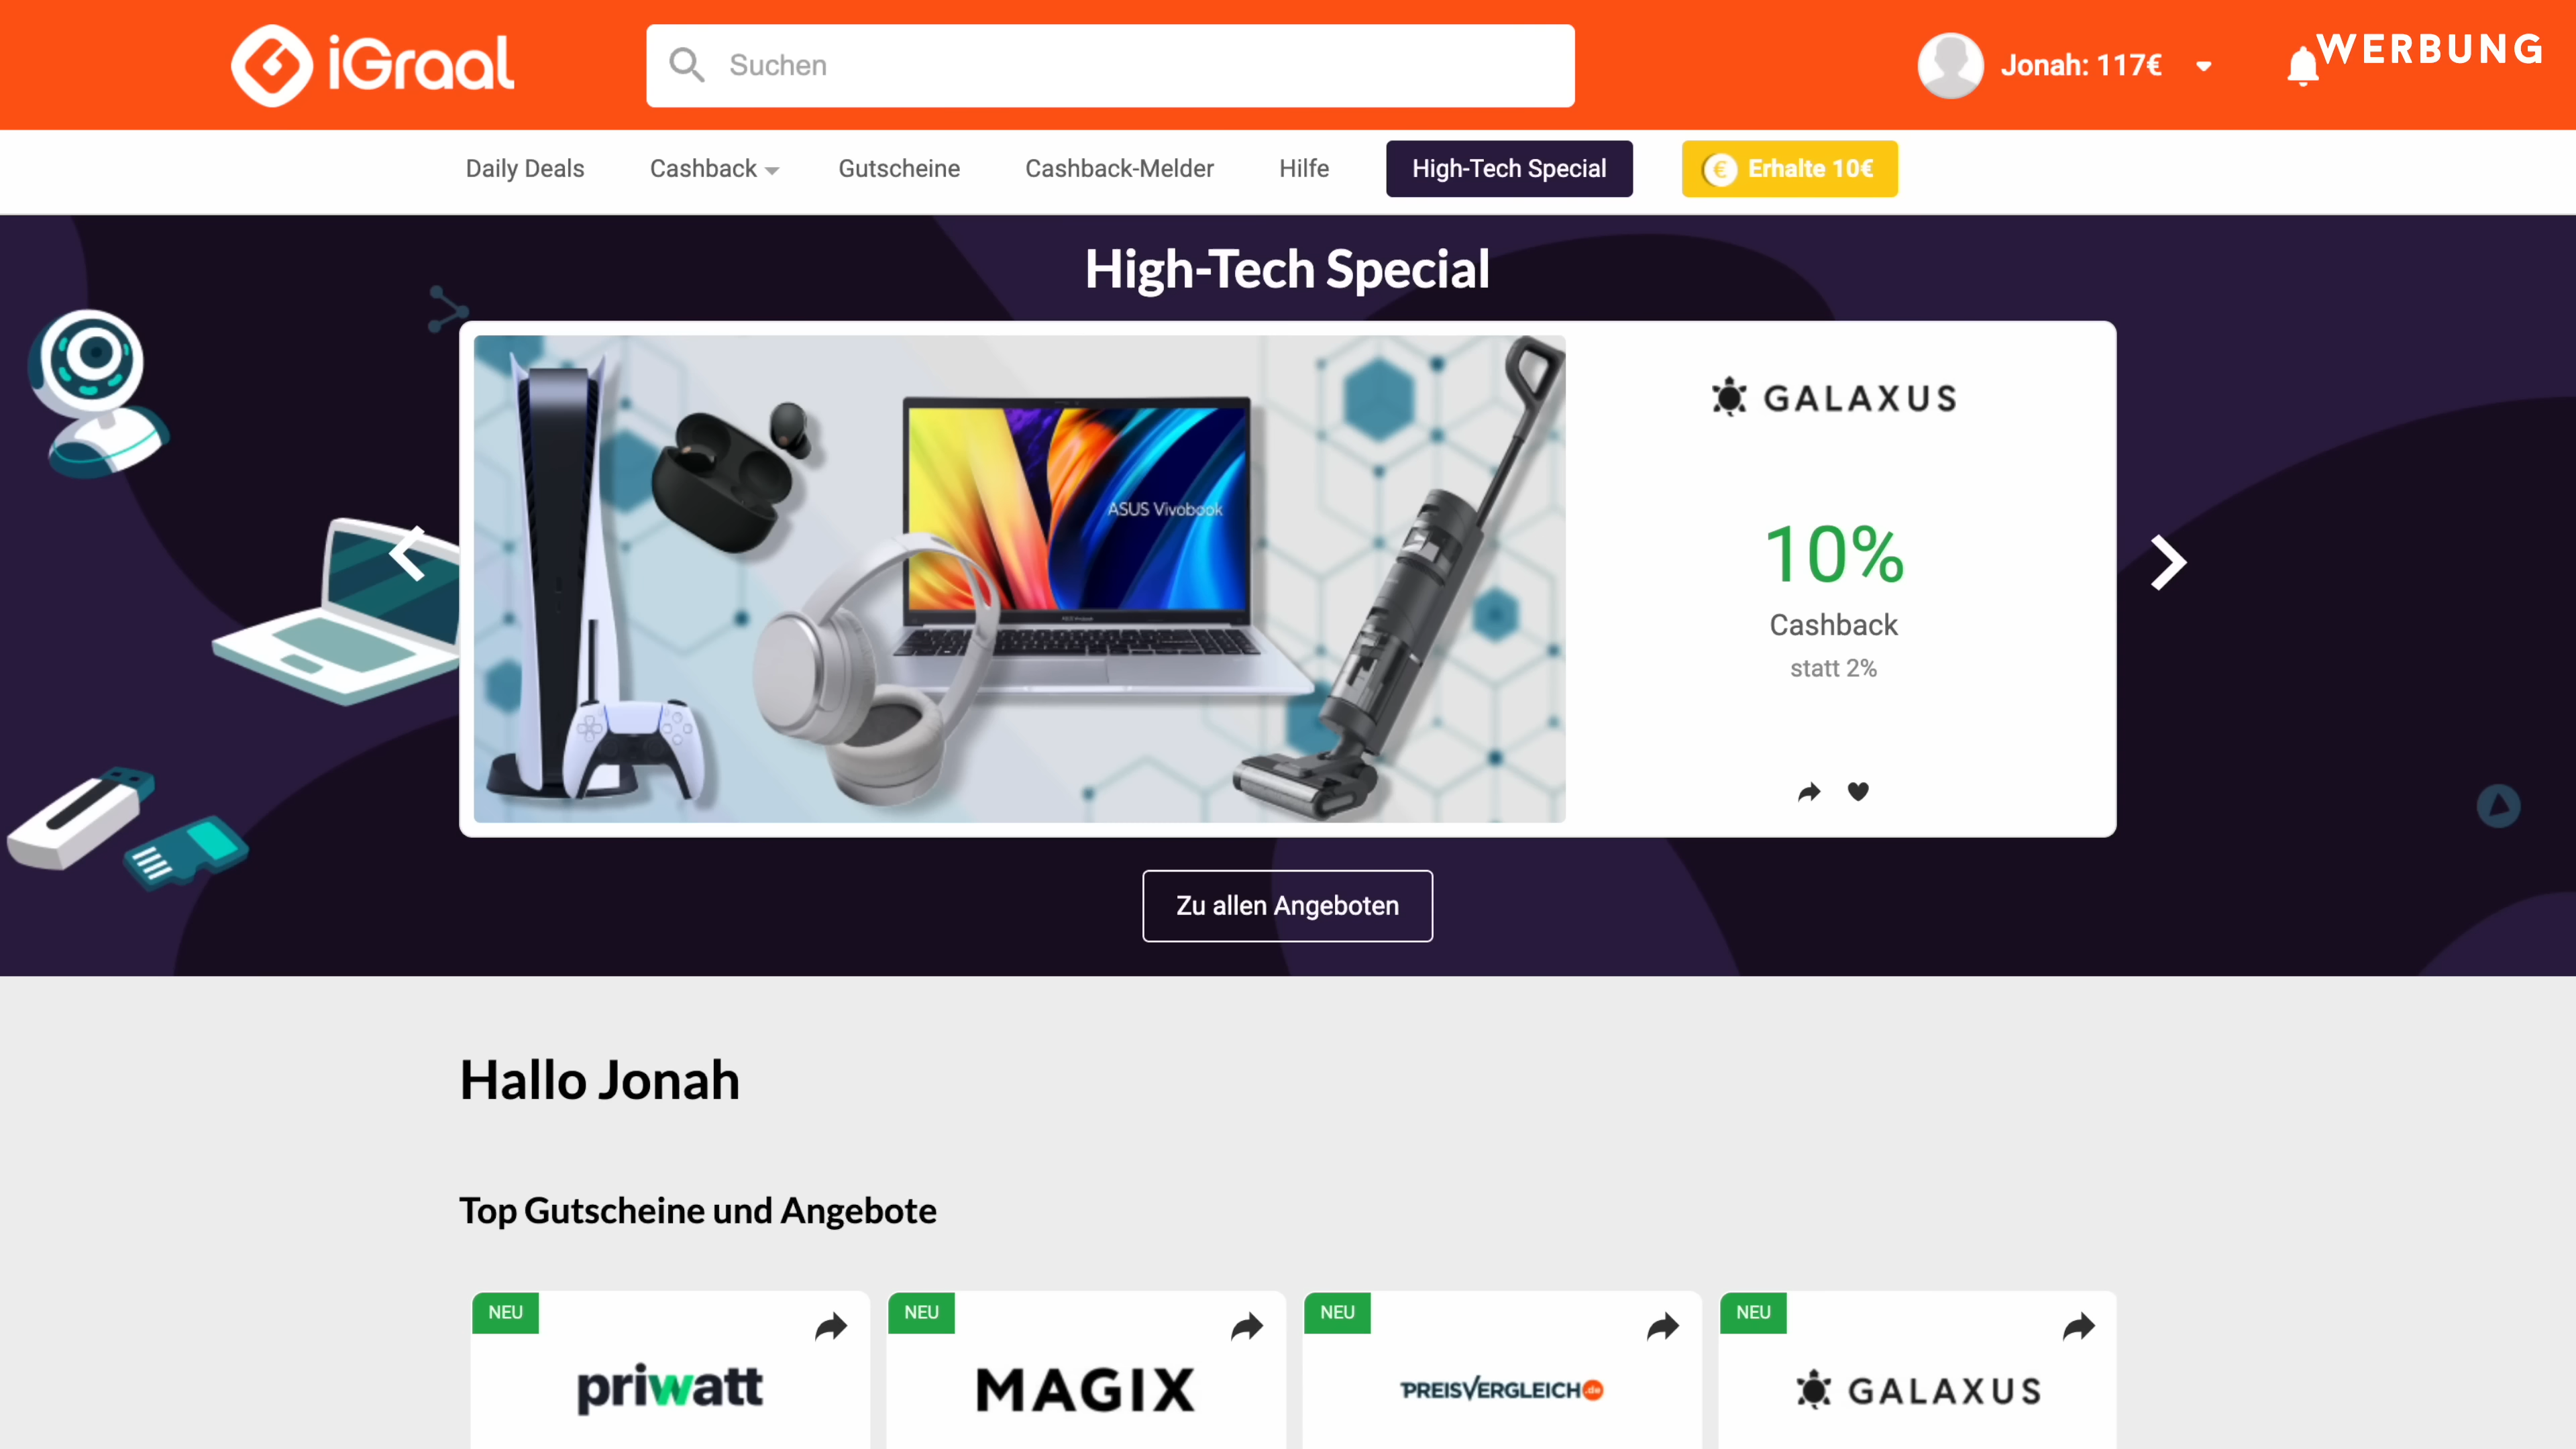 iGraal
Suchen
Jonah: 117€
WERBUNG
Daily Deals
Cashback
Gutscheine
Cashback-Melder
Hilfe
High-Tech Special
Erhalte 10€
High-Tech Special
ASUS Vivobook
GALAXUS
10%
Cashback
statt 2%
Zu allen Angeboten
Hallo Jonah
Top Gutscheine und Angebote
NEU
priwatt
NEU
MAGIX
NEU
PREISVERGLEICH.de
NEU
GALAXUS